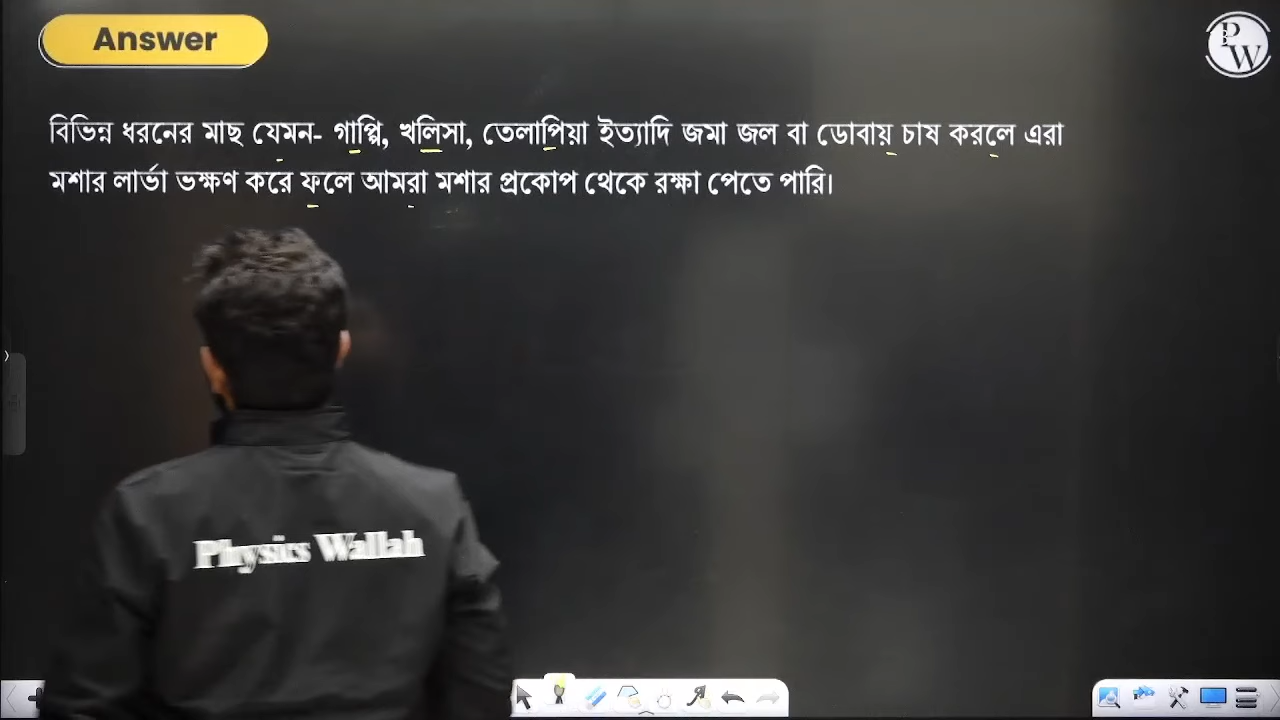 Answer
PW
বিভিন্ন ধরনের মাছ যেমন- গাপ্পি, খলিসা, তেলাপিয়া ইত্যাদি জমা জল বা ডোবায় চাষ করলে এরা
মশার লার্ভা ভক্ষণ করে ফলে আমরা মশার প্রকোপ থেকে রক্ষা পেতে পারি।
Physics Wallah